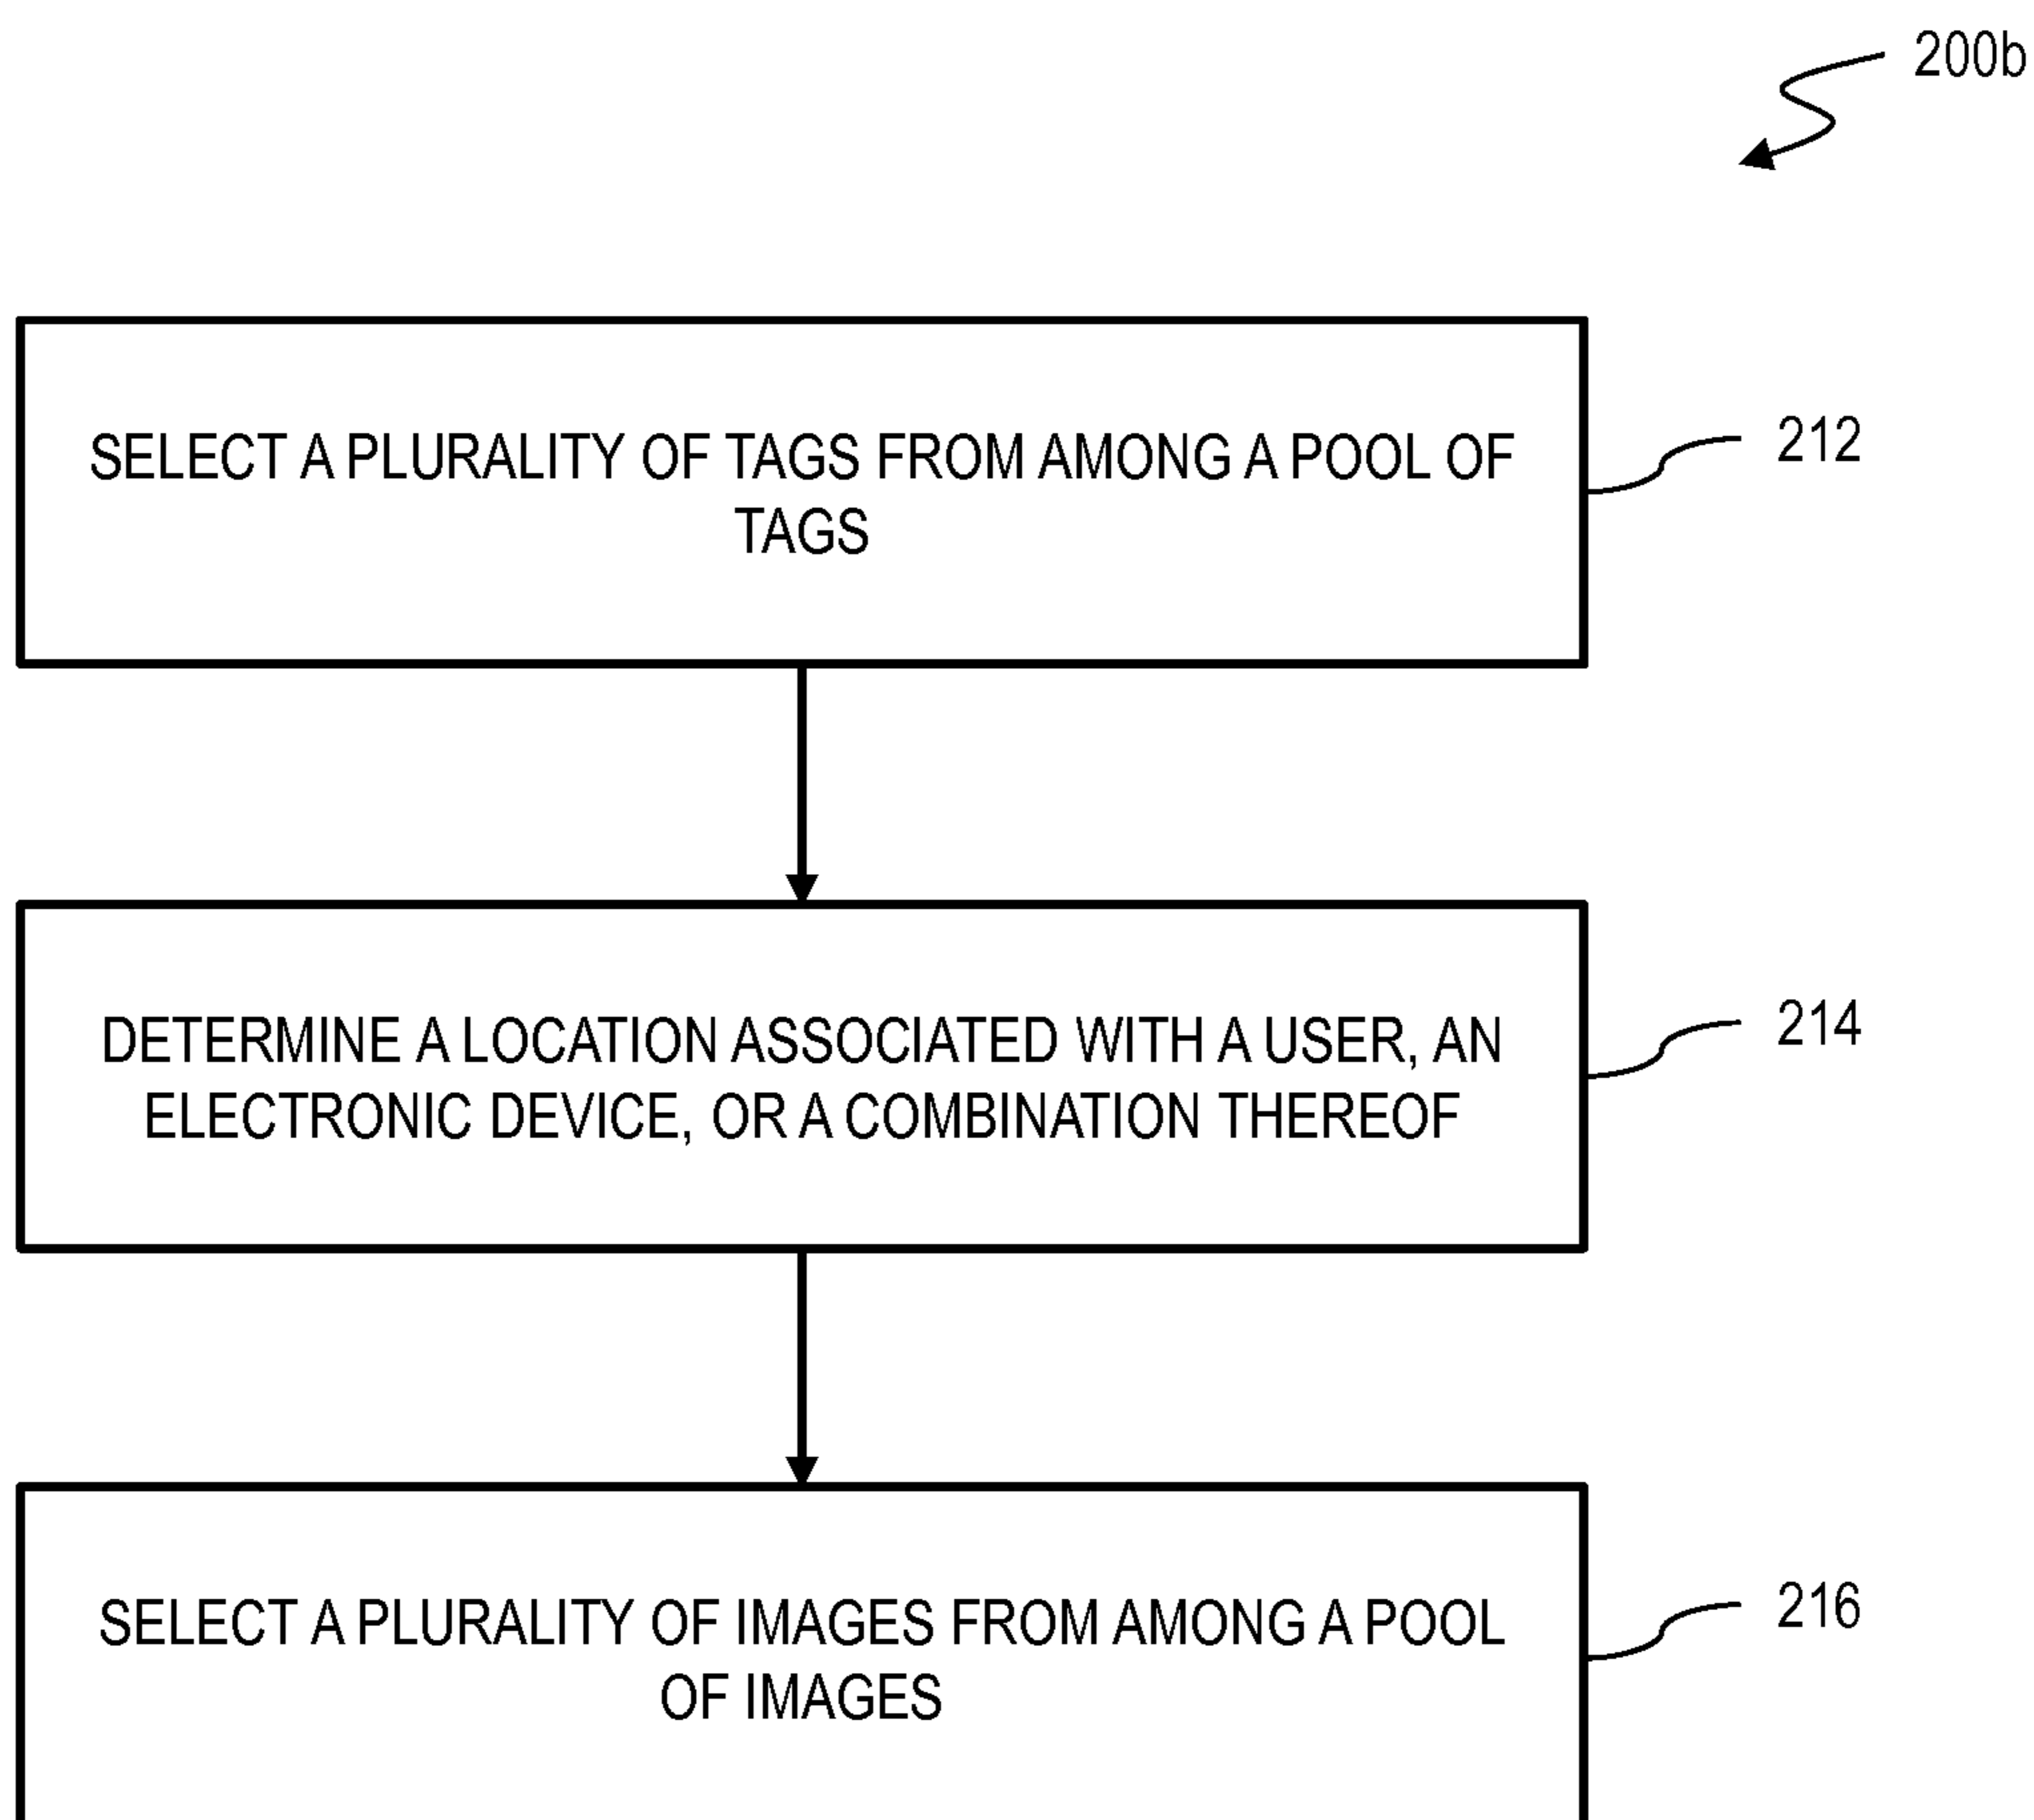 200b
SELECT A PLURALITY OF TAGS FROM AMONG A POOL OF
TAGS
212
DETERMINE A LOCATION ASSOCIATED WITH A USER, AN
ELECTRONIC DEVICE, OR A COMBINATION THEREOF
214
SELECT A PLURALITY OF IMAGES FROM AMONG A POOL
OF IMAGES
216